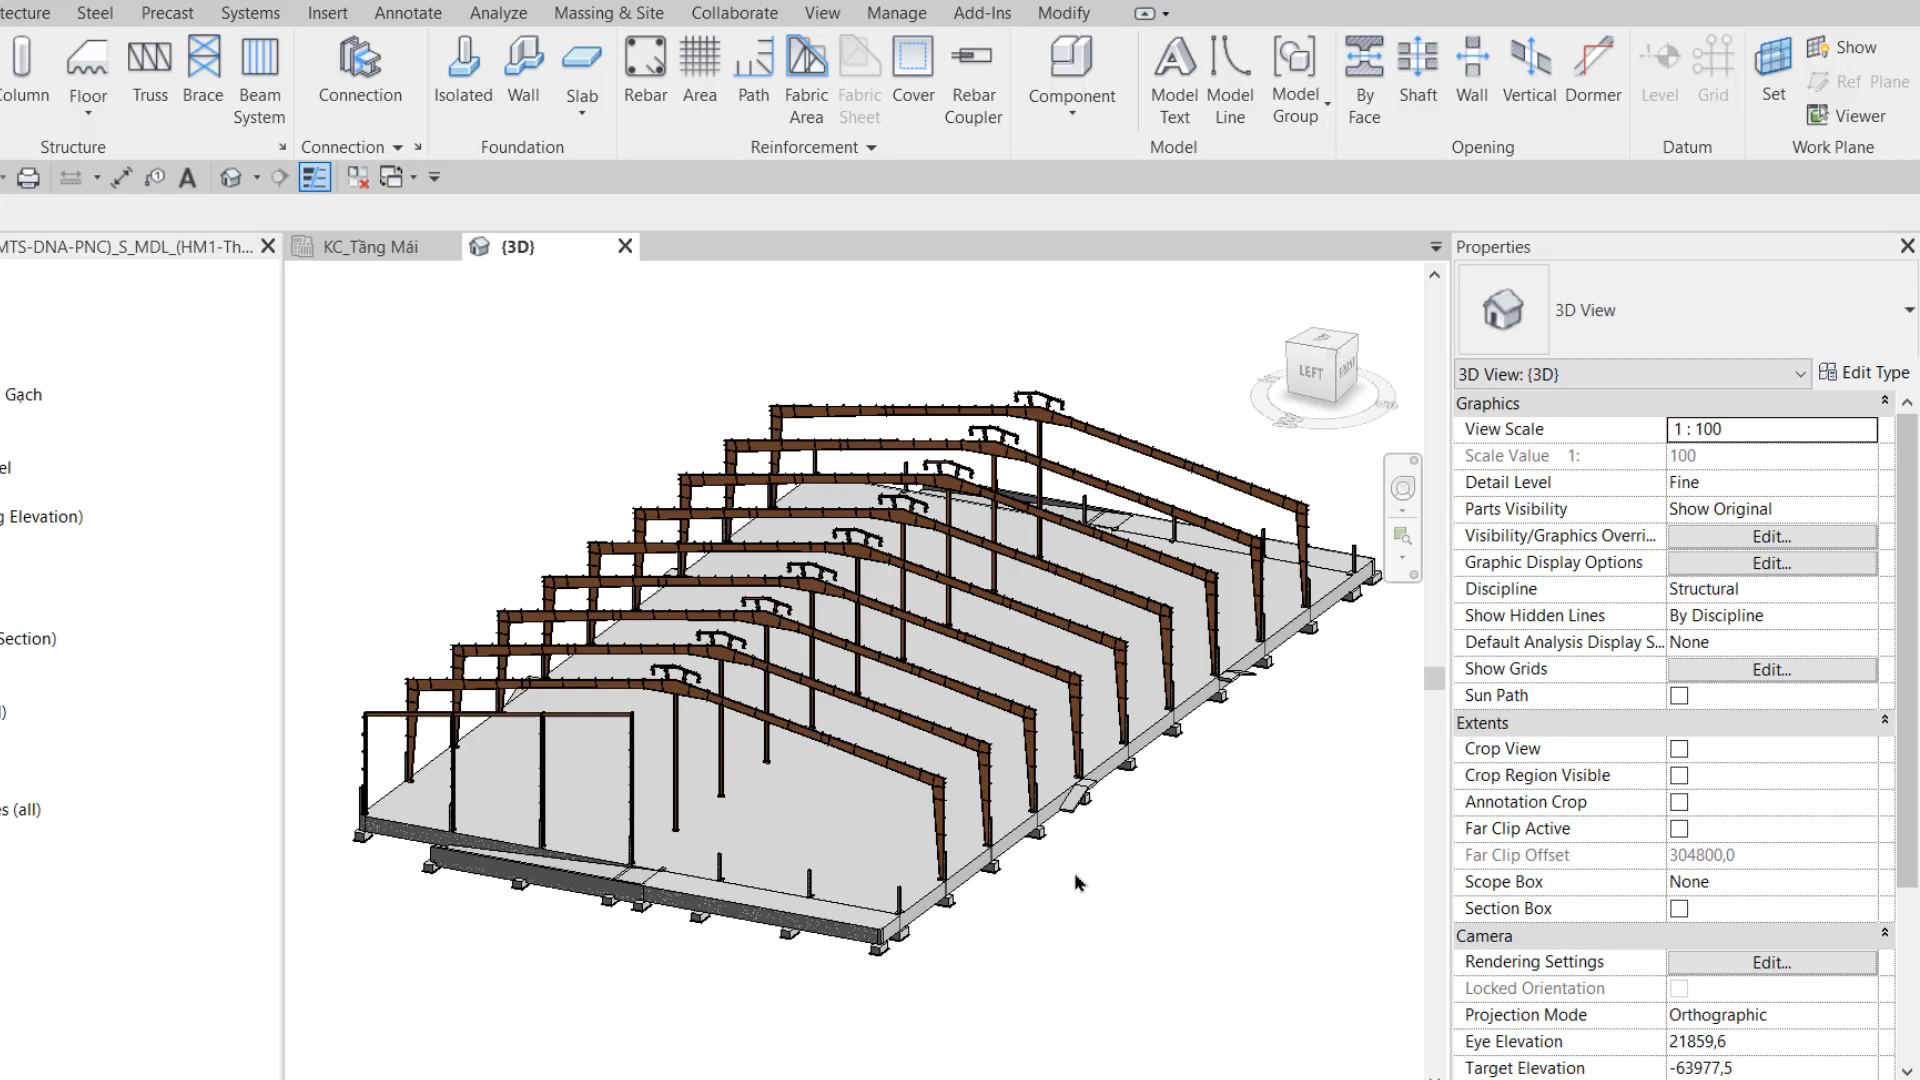 tecture Steel Precast Systems Insert Annotate Analyze Massing & Site Collaborate View Manage Add-Ins Modify
Column Floor Truss Brace Beam System Connection Isolated Wall Slab Rebar Area Path Fabric Area Fabric Sheet Cover Rebar Coupler Component Model Text Model Line Model Group By Face Shaft Wall Vertical Dormer Level Grid Set Show
Ref Plane
Viewer
Structure Connection Foundation Reinforcement Model Opening Datum Work Plane
MTS-DNA-PNC)_S_MDL_(HM1-Th... KC_Tầng Mái {3D} Properties
Gạch
el
g Elevation)
Section)
l)
es (all)
LEFT
FRONT
3D View
3D View: {3D} Edit Type
Graphics
View Scale 1 : 100
Scale Value 1: 100
Detail Level Fine
Parts Visibility Show Original
Visibility/Graphics Overri... Edit...
Graphic Display Options Edit...
Discipline Structural
Show Hidden Lines By Discipline
Default Analysis Display S... None
Show Grids Edit...
Sun Path
Extents
Crop View
Crop Region Visible
Annotation Crop
Far Clip Active
Far Clip Offset 304800,0
Scope Box None
Section Box
Camera
Rendering Settings Edit...
Locked Orientation
Projection Mode Orthographic
Eye Elevation 21859,6
Target Elevation -63977,5